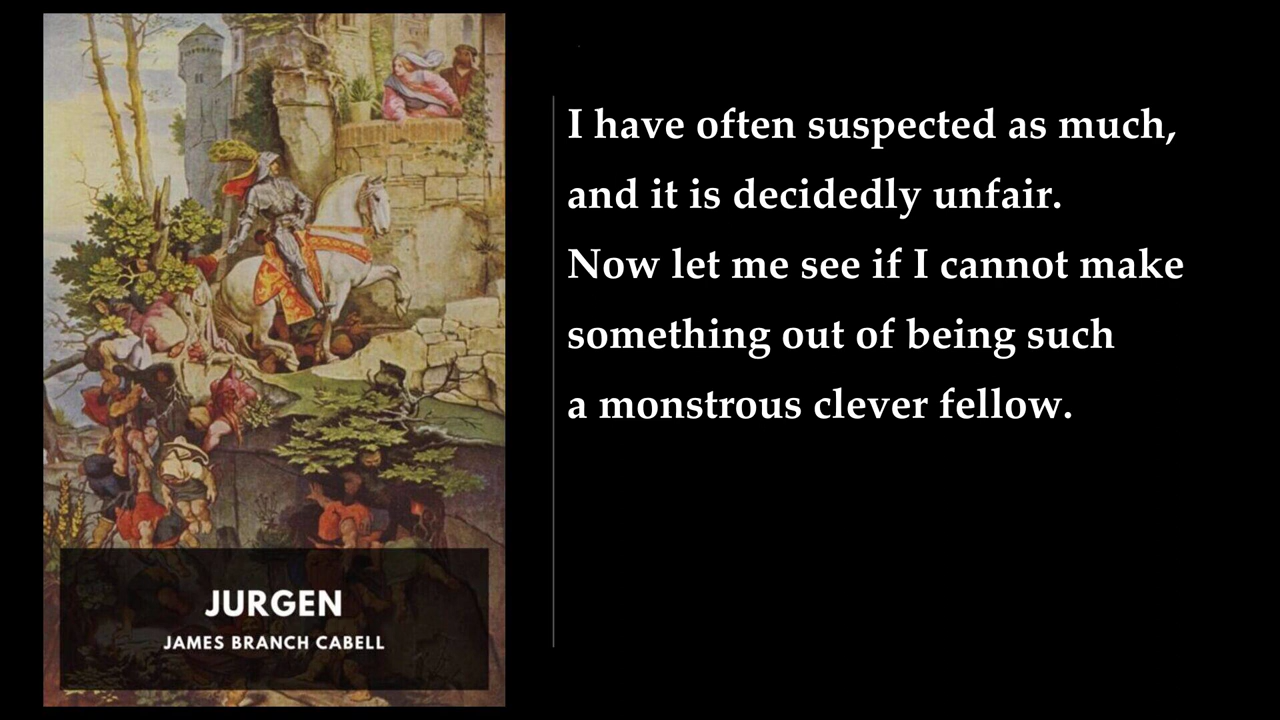 I have often suspected as much,
and it is decidedly unfair.
Now let me see if I cannot make
something out of being such
a monstrous clever fellow.
JURGEN
JAMES BRANCH CABELL